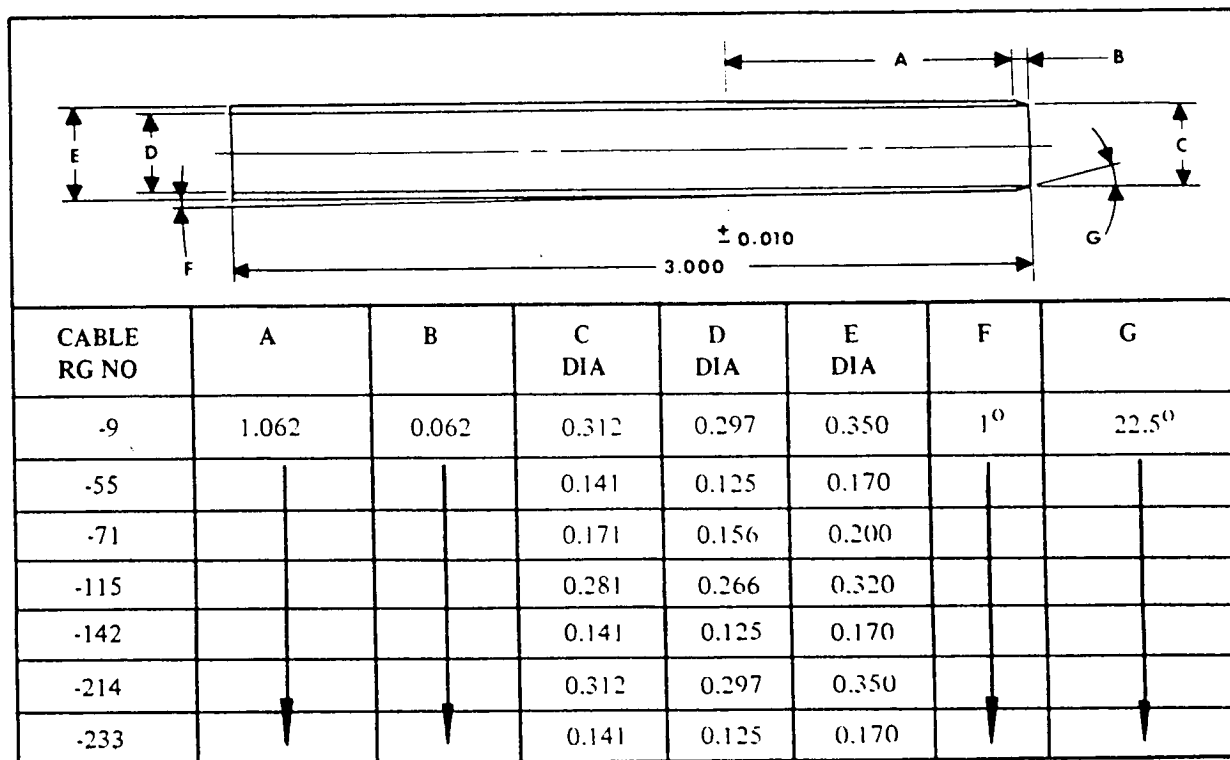 A
B
E
D
C
F
G
± 0.010
3.000
CABLE RG NO A B C DIA D DIA E DIA F G
-9 1.062 0.062 0.312 0.297 0.350 1° 22.5°
-55 0.141 0.125 0.170
-71 0.171 0.156 0.200
-115 0.281 0.266 0.320
-142 0.141 0.125 0.170
-214 0.312 0.297 0.350
-233 0.141 0.125 0.170